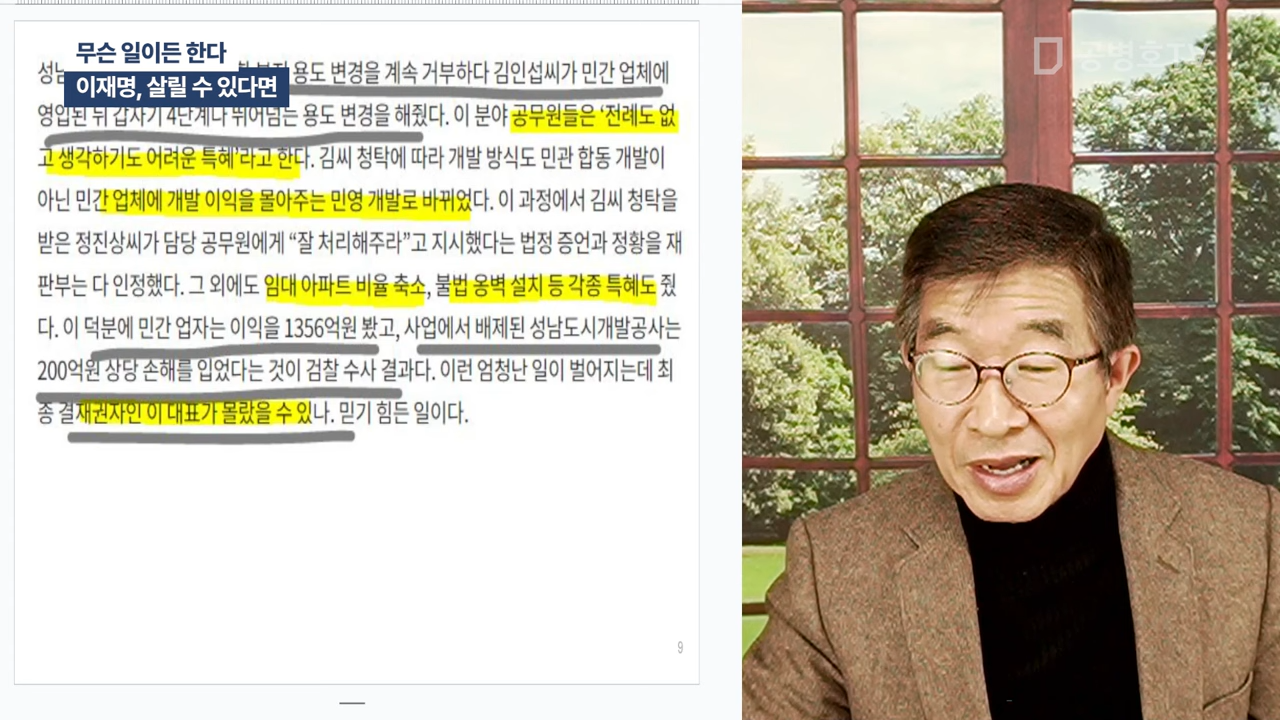 무슨 일이든 한다
이재명, 살릴 수 있다면
성남 용도 변경을 계속 거부하다 김인섭씨가 민간 업체에
영입된 뒤 갑자기 4단계나 뛰어넘는 용도 변경을 해줬다. 이 분야 공무원들은 ‘전례도 없
고 생각하기도 어려운 특혜’라고 한다. 김씨 청탁에 따라 개발 방식도 민관 합동 개발이
아닌 민간 업체에 개발 이익을 몰아주는 민영 개발로 바뀌었다. 이 과정에서 김씨 청탁을
받은 정진상씨가 담당 공무원에게 “잘 처리해주라”고 지시했다는 법정 증언과 정황을 재
판부는 다 인정했다. 그 외에도 임대 아파트 비율 축소, 불법 옹벽 설치 등 각종 특혜도 줬
다. 이 덕분에 민간 업자는 이익을 1356억원 봤고, 사업에서 배제된 성남도시개발공사는
200억원 상당 손해를 입었다는 것이 검찰 수사 결과다. 이런 엄청난 일이 벌어지는데 최
종 결재권자인 이 대표가 몰랐을 수 있나. 믿기 힘든 일이다.
9
공병호TV